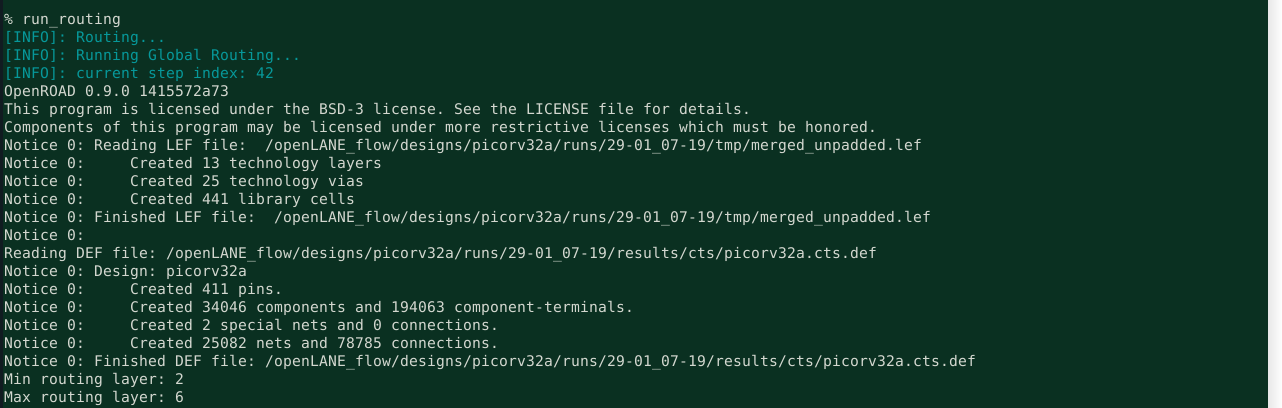 % run_routing
[INFO]: Routing...
[INFO]: Running Global Routing...
[INFO]: current step index: 42
OpenROAD 0.9.0 1415572a73
This program is licensed under the BSD-3 license. See the LICENSE file for details.
Components of this program may be licensed under more restrictive licenses which must be honored.
Notice 0: Reading LEF file:  /openLANE_flow/designs/picorv32a/runs/29-01_07-19/tmp/merged_unpadded.lef
Notice 0:     Created 13 technology layers
Notice 0:     Created 25 technology vias
Notice 0:     Created 441 library cells
Notice 0: Finished LEF file:  /openLANE_flow/designs/picorv32a/runs/29-01_07-19/tmp/merged_unpadded.lef
Notice 0:
Reading DEF file: /openLANE_flow/designs/picorv32a/runs/29-01_07-19/results/cts/picorv32a.cts.def
Notice 0: Design: picorv32a
Notice 0:     Created 411 pins.
Notice 0:     Created 34046 components and 194063 component-terminals.
Notice 0:     Created 2 special nets and 0 connections.
Notice 0:     Created 25082 nets and 78785 connections.
Notice 0: Finished DEF file: /openLANE_flow/designs/picorv32a/runs/29-01_07-19/results/cts/picorv32a.cts.def
Min routing layer: 2
Max routing layer: 6